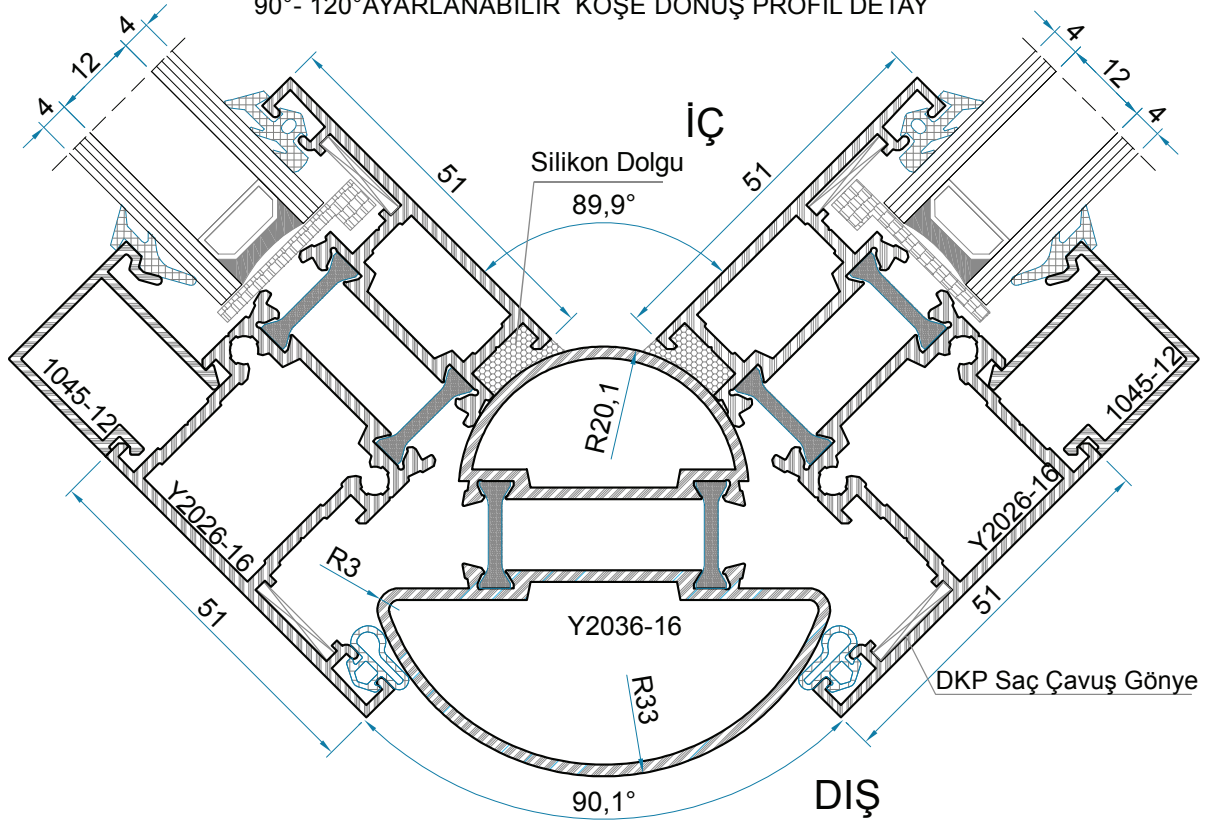 90°- 120°AYARLANABİLİR KÖŞE DÖNÜŞ PROFİL DETAY
4
12
4
4
12
4
İÇ
51
Silikon Dolgu
51
89,9°
1045-12
R20,1
1045-12
Y2026-16
Y2026-16
R3
51
Y2036-16
51
R33
DKP Saç Çavuş Gönye
90,1°
DIŞ